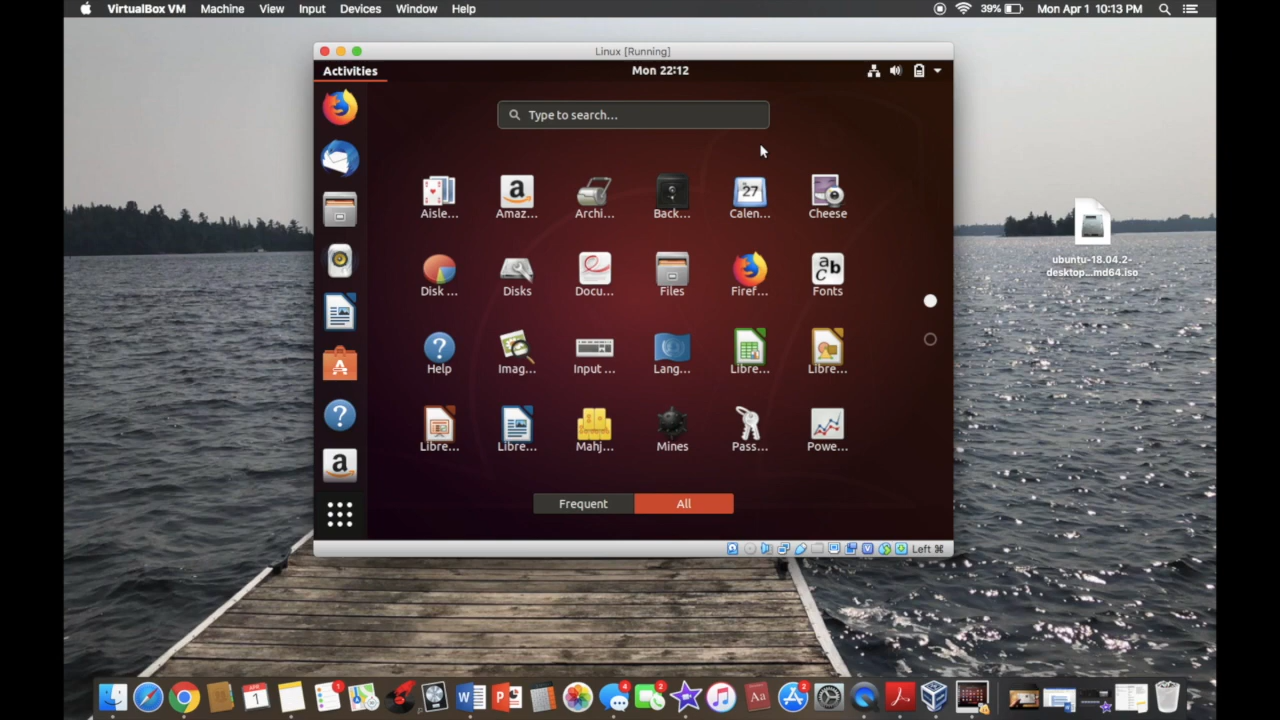 VirtualBox VM Machine View Input Devices Window Help 39% Mon Apr 1 10:13 PM
Linux [Running]
Activities Mon 22:12
Type to search...
27
Aisle... Amaz... Archi... Back... Calen... Cheese
Disk ... Disks Docu... Files Firef... Fonts
Help Imag... Input ... Lang... Libre... Libre...
Libre... Libre... Mahj... Mines Pass... Powe...
Frequent All
Left ⌘
ubuntu-18.04.2-
desktop...md64.iso